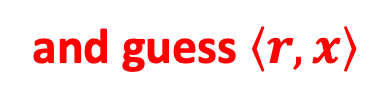 and guess ⟨r, x⟩